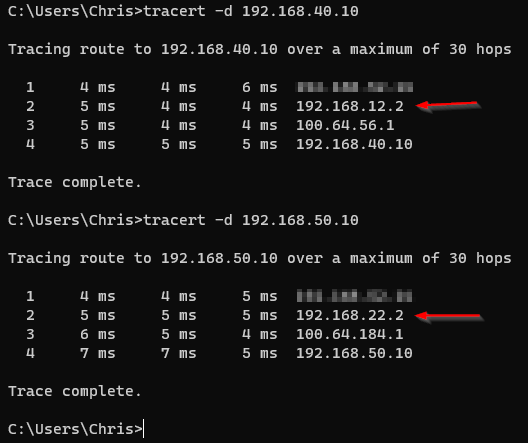 C:\Users\Chris>tracert -d 192.168.40.10
Tracing route to 192.168.40.10 over a maximum of 30 hops
1 4 ms 4 ms 6 ms
2 5 ms 4 ms 4 ms 192.168.12.2
3 5 ms 4 ms 4 ms 100.64.56.1
4 5 ms 5 ms 5 ms 192.168.40.10
Trace complete.
C:\Users\Chris>tracert -d 192.168.50.10
Tracing route to 192.168.50.10 over a maximum of 30 hops
1 4 ms 4 ms 5 ms
2 5 ms 5 ms 5 ms 192.168.22.2
3 6 ms 5 ms 4 ms 100.64.184.1
4 7 ms 7 ms 5 ms 192.168.50.10
Trace complete.
C:\Users\Chris>